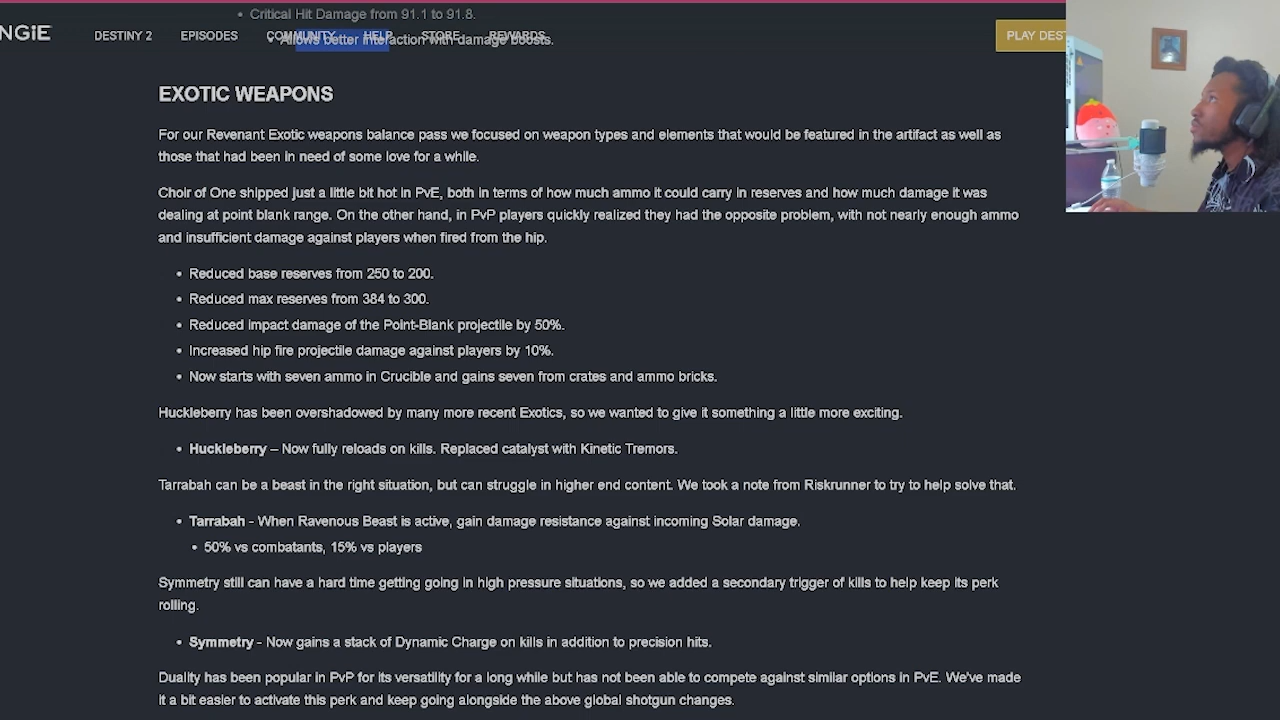 Critical Hit Damage from 91.1 to 91.8.
NGiE
DESTINY 2 EPISODES COMMUNITY HELP STORE REWARDS
Allows better interaction with damage boosts.
PLAY DEST
EXOTIC WEAPONS
For our Revenant Exotic weapons balance pass we focused on weapon types and elements that would be featured in the artifact as well as
those that had been in need of some love for a while.
Choir of One shipped just a little bit hot in PvE, both in terms of how much ammo it could carry in reserves and how much damage it was
dealing at point blank range. On the other hand, in PvP players quickly realized they had the opposite problem, with not nearly enough ammo
and insufficient damage against players when fired from the hip.
Reduced base reserves from 250 to 200.
Reduced max reserves from 384 to 300.
Reduced impact damage of the Point-Blank projectile by 50%.
Increased hip fire projectile damage against players by 10%.
Now starts with seven ammo in Crucible and gains seven from crates and ammo bricks.
Huckleberry has been overshadowed by many more recent Exotics, so we wanted to give it something a little more exciting.
Huckleberry – Now fully reloads on kills. Replaced catalyst with Kinetic Tremors.
Tarrabah can be a beast in the right situation, but can struggle in higher end content. We took a note from Riskrunner to try to help solve that.
Tarrabah - When Ravenous Beast is active, gain damage resistance against incoming Solar damage.
50% vs combatants, 15% vs players
Symmetry still can have a hard time getting going in high pressure situations, so we added a secondary trigger of kills to help keep its perk
rolling.
Symmetry - Now gains a stack of Dynamic Charge on kills in addition to precision hits.
Duality has been popular in PvP for its versatility for a long while but has not been able to compete against similar options in PvE. We've made
it a bit easier to activate this perk and keep going alongside the above global shotgun changes.